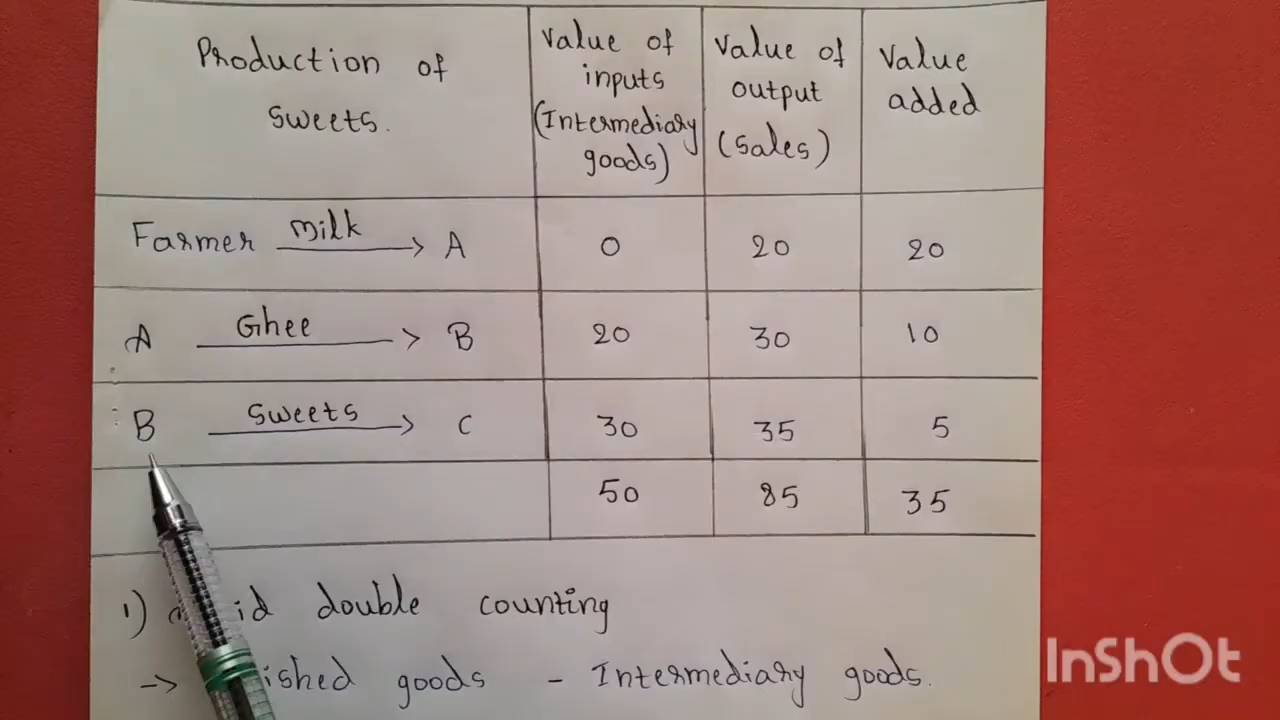 Production of
sweets.
Value of
inputs
(Intermediary
goods)
Value of
output
(sales)
Value
added
Farmer milk A
0 20 20
A Ghee B
20 30 10
B sweets C
30 35 5
50 85 35
1) double counting
-> goods - Intermediary goods.
InShOt